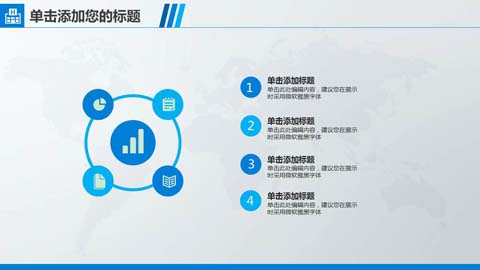 单击添加您的标题
1
单击添加标题
单击此处编辑内容，建议您在展示
时采用微软雅黑字体
2
单击添加标题
单击此处编辑内容，建议您在展示
时采用微软雅黑字体
3
单击添加标题
单击此处编辑内容，建议您在展示
时采用微软雅黑字体
4
单击添加标题
单击此处编辑内容，建议您在展示
时采用微软雅黑字体